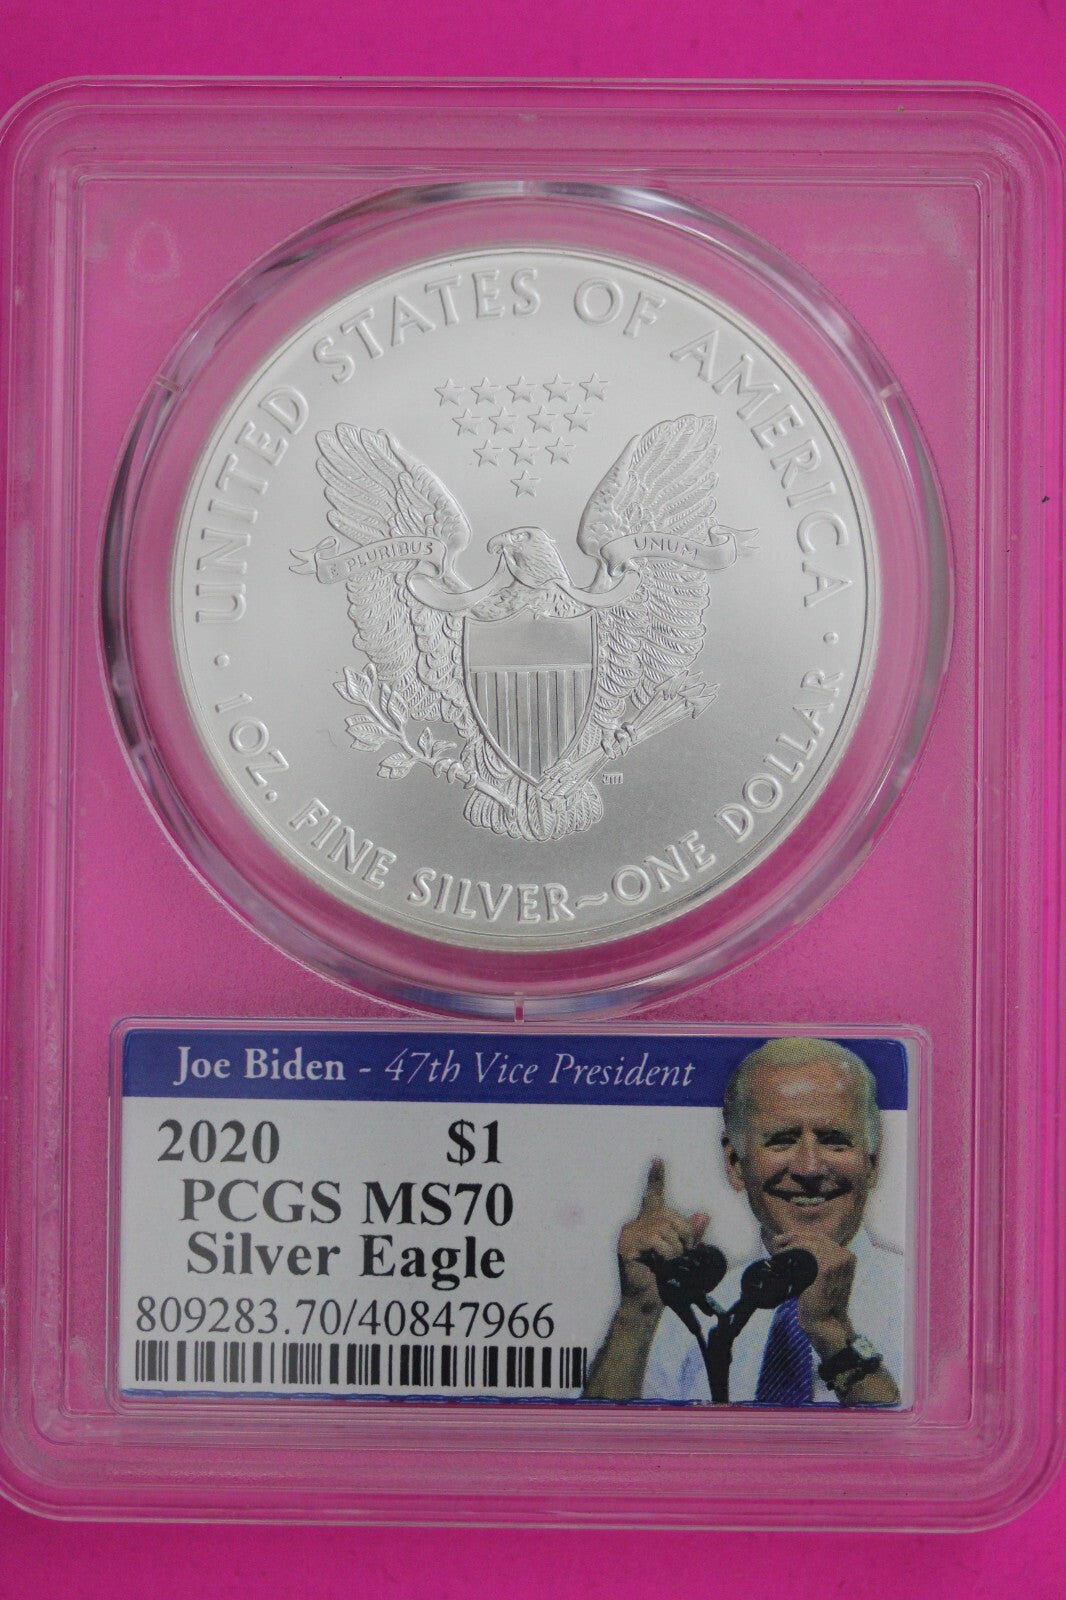 UNITED STATES OF AMERICA
E PLURIBUS UNUM
1 OZ. FINE SILVER~ONE DOLLAR
Joe Biden - 47th Vice President
2020 $1
PCGS MS70
Silver Eagle
809283.70/40847966